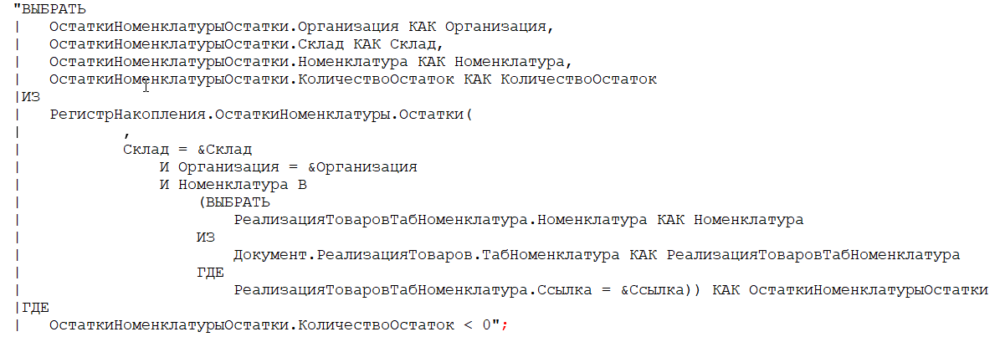 "ВЫБРАТЬ
|   ОстаткиНоменклатурыОстатки.Организация КАК Организация,
|   ОстаткиНоменклатурыОстатки.Склад КАК Склад,
|   ОстаткиНоменклатурыОстатки.Номенклатура КАК Номенклатура,
|   ОстаткиНоменклатурыОстатки.КоличествоОстаток КАК КоличествоОстаток
|ИЗ
|   РегистрНакопления.ОстаткиНоменклатуры.Остатки(
|           ,
|           Склад = &Склад
|               И Организация = &Организация
|               И Номенклатура В
|                   (ВЫБРАТЬ
|                       РеализацияТоваровТабНоменклатура.Номенклатура КАК Номенклатура
|                   ИЗ
|                       Документ.РеализацияТоваров.ТабНоменклатура КАК РеализацияТоваровТабНоменклатура
|                   ГДЕ
|                       РеализацияТоваровТабНоменклатура.Ссылка = &Ссылка)) КАК ОстаткиНоменклатурыОстатки
|ГДЕ
|   ОстаткиНоменклатурыОстатки.КоличествоОстаток < 0";